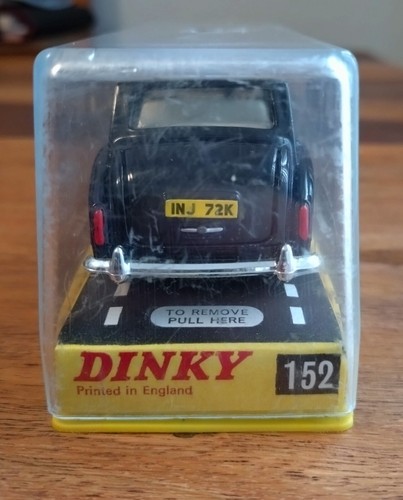 INJ 72K
TO REMOVE
PULL HERE
DINKY
Printed in England
152